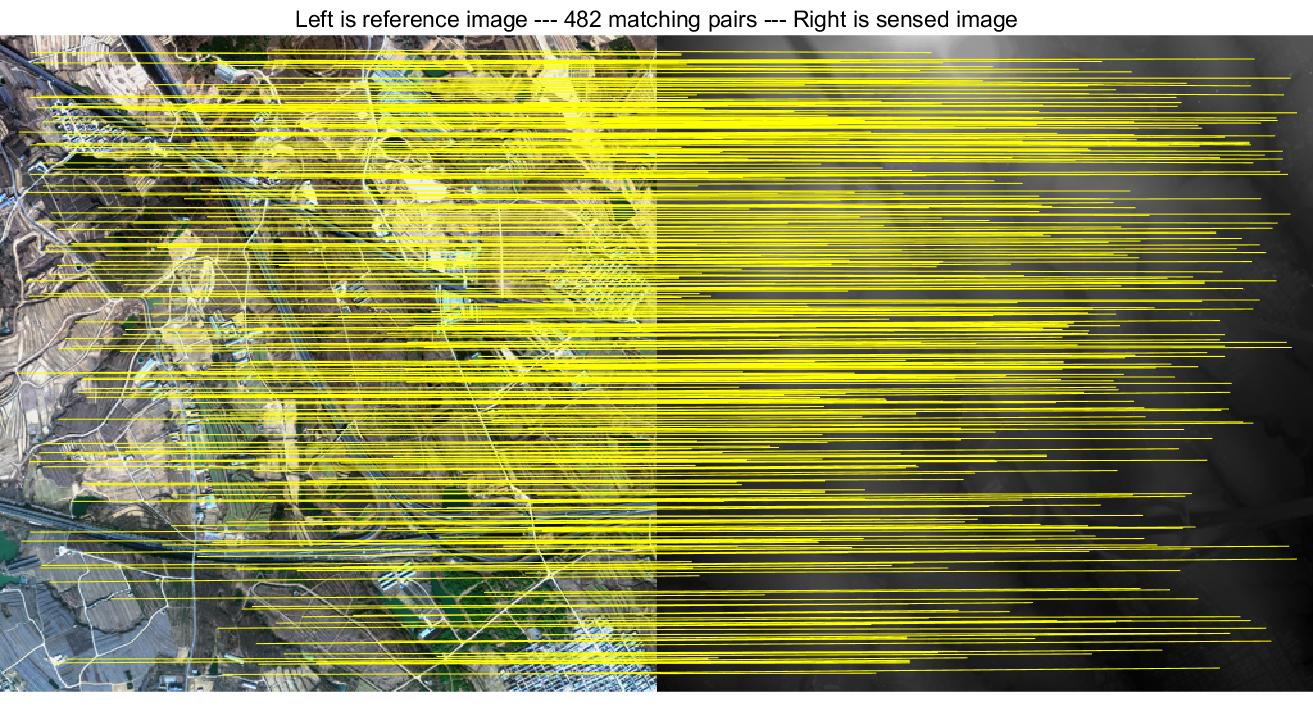 Left is reference image --- 482 matching pairs --- Right is sensed image